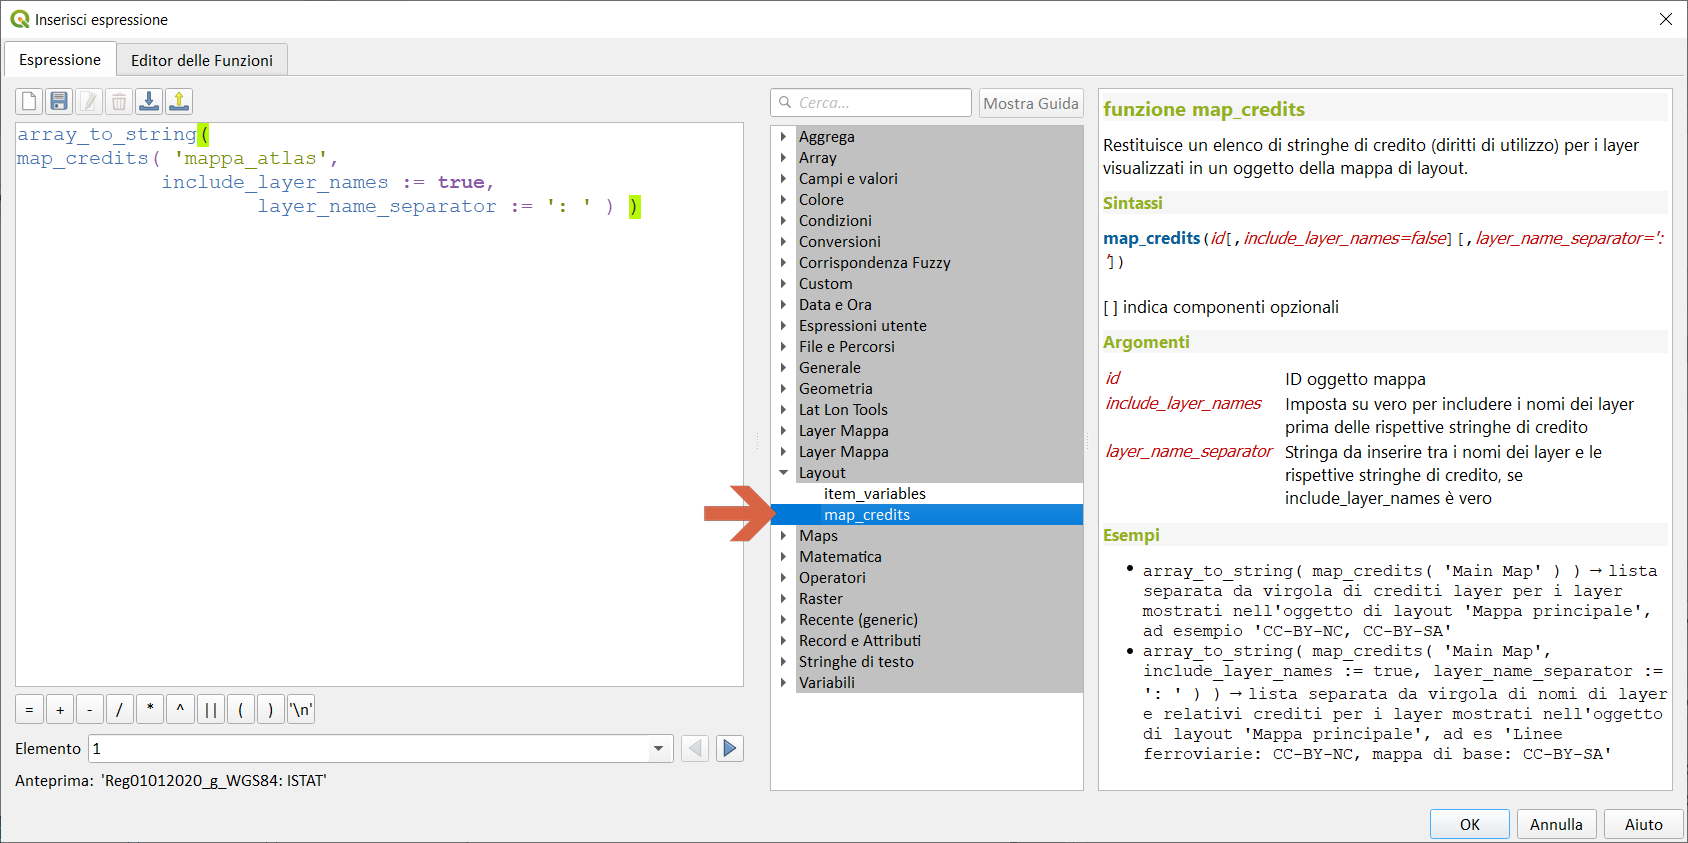 Inserisci espressione
Espressione
Editor delle Funzioni
array_to_string(
map_credits( 'mappa_atlas',
include_layer_names := true,
layer_name_separator := ': ' ) )
= + - / * ^ || ( ) '\n'
Elemento 1
Anteprima: 'Reg01012020_g_WGS84: ISTAT'
Cerca...
Mostra Guida
Aggrega
Array
Campi e valori
Colore
Condizioni
Conversioni
Corrispondenza Fuzzy
Custom
Data e Ora
Espressioni utente
File e Percorsi
Generale
Geometria
Lat Lon Tools
Layer Mappa
Layer Mappa
Layout
item_variables
map_credits
Maps
Matematica
Operatori
Raster
Recente (generic)
Record e Attributi
Stringhe di testo
Variabili
funzione map_credits
Restituisce un elenco di stringhe di credito (diritti di utilizzo) per i layer
visualizzati in un oggetto della mappa di layout.
Sintassi
map_credits(id[,include_layer_names=false][,layer_name_separator=':
'])
[ ] indica componenti opzionali
Argomenti
id ID oggetto mappa
include_layer_names Imposta su vero per includere i nomi dei layer
prima delle rispettive stringhe di credito
layer_name_separator Stringa da inserire tra i nomi dei layer e le
rispettive stringhe di credito, se
include_layer_names è vero
Esempi
• array_to_string( map_credits( 'Main Map' ) ) → lista
separata da virgola di crediti layer per i layer
mostrati nell'oggetto di layout 'Mappa principale',
ad esempio 'CC-BY-NC, CC-BY-SA'
• array_to_string( map_credits( 'Main Map',
include_layer_names := true, layer_name_separator :=
': ' ) ) → lista separata da virgola di nomi di layer
e relativi crediti per i layer mostrati nell'oggetto
di layout 'Mappa principale', ad es 'Linee
ferroviarie: CC-BY-NC, mappa di base: CC-BY-SA'
OK
Annulla
Aiuto